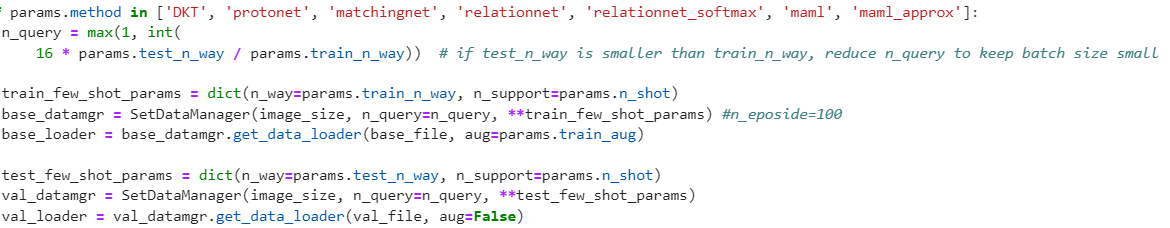 params.method in ['DKT', 'protonet', 'matchingnet', 'relationnet', 'relationnet_softmax', 'maml', 'maml_approx']:
n_query = max(1, int(
    16 * params.test_n_way / params.train_n_way))  # if test_n_way is smaller than train_n_way, reduce n_query to keep batch size small
train_few_shot_params = dict(n_way=params.train_n_way, n_support=params.n_shot)
base_datamgr = SetDataManager(image_size, n_query=n_query, **train_few_shot_params) #n_eposide=100
base_loader = base_datamgr.get_data_loader(base_file, aug=params.train_aug)
test_few_shot_params = dict(n_way=params.test_n_way, n_support=params.n_shot)
val_datamgr = SetDataManager(image_size, n_query=n_query, **test_few_shot_params)
val_loader = val_datamgr.get_data_loader(val_file, aug=False)